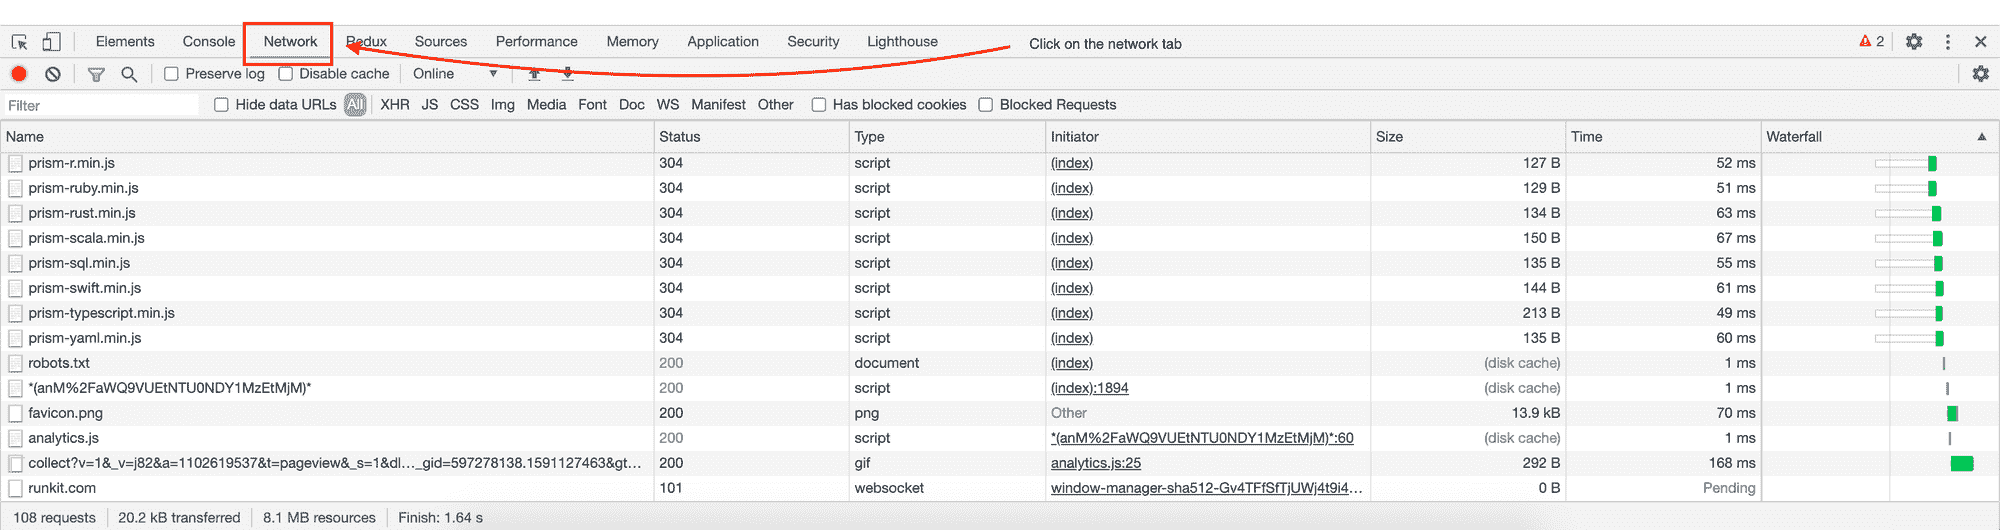 Elements Console Network Redux Sources Performance Memory Application Security Lighthouse Click on the network tab 2
Preserve log Disable cache Online
Filter Hide data URLs All XHR JS CSS Img Media Font Doc WS Manifest Other Has blocked cookies Blocked Requests
Name Status Type Initiator Size Time Waterfall
prism-r.min.js 304 script (index) 127 B 52 ms
prism-ruby.min.js 304 script (index) 129 B 51 ms
prism-rust.min.js 304 script (index) 134 B 63 ms
prism-scala.min.js 304 script (index) 150 B 67 ms
prism-sql.min.js 304 script (index) 135 B 55 ms
prism-swift.min.js 304 script (index) 144 B 61 ms
prism-typescript.min.js 304 script (index) 213 B 49 ms
prism-yaml.min.js 304 script (index) 135 B 60 ms
robots.txt 200 document (index) (disk cache) 1 ms
*(anM%2FaWQ9VUEtNTU0NDY1MzEtMjM)* 200 script (index):1894 (disk cache) 1 ms
favicon.png 200 png Other 13.9 kB 70 ms
analytics.js 200 script *(anM%2FaWQ9VUEtNTU0NDY1MzEtMjM)*:60 (disk cache) 1 ms
collect?v=1&_v=j82&a=1102619537&t=pageview&_s=1&dl..._gid=597278138.1591127463&gt... 200 gif analytics.js:25 292 B 168 ms
runkit.com 101 websocket window-manager-sha512-Gv4TFfSfTjUWj4t9i4... 0 B Pending
108 requests 20.2 kB transferred 8.1 MB resources Finish: 1.64 s